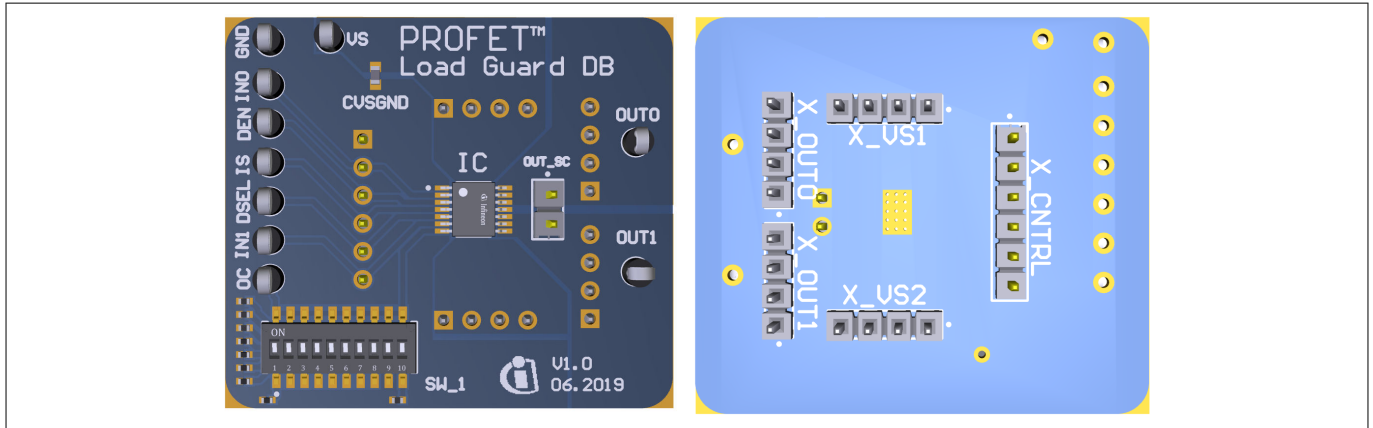 GND
VS
PROFET™
Load Guard DB
IN0
CVSGND
DEN
OUT0
IS
IC
OUT_SC
infineon
DSEL
IN1
OUT1
OC
ON
1 2 3 4 5 6 7 8 9 10
SW_1
V1.0
06.2019
X_OUT0
X_VS1
X_CNTRL
X_OUT1
X_VS2